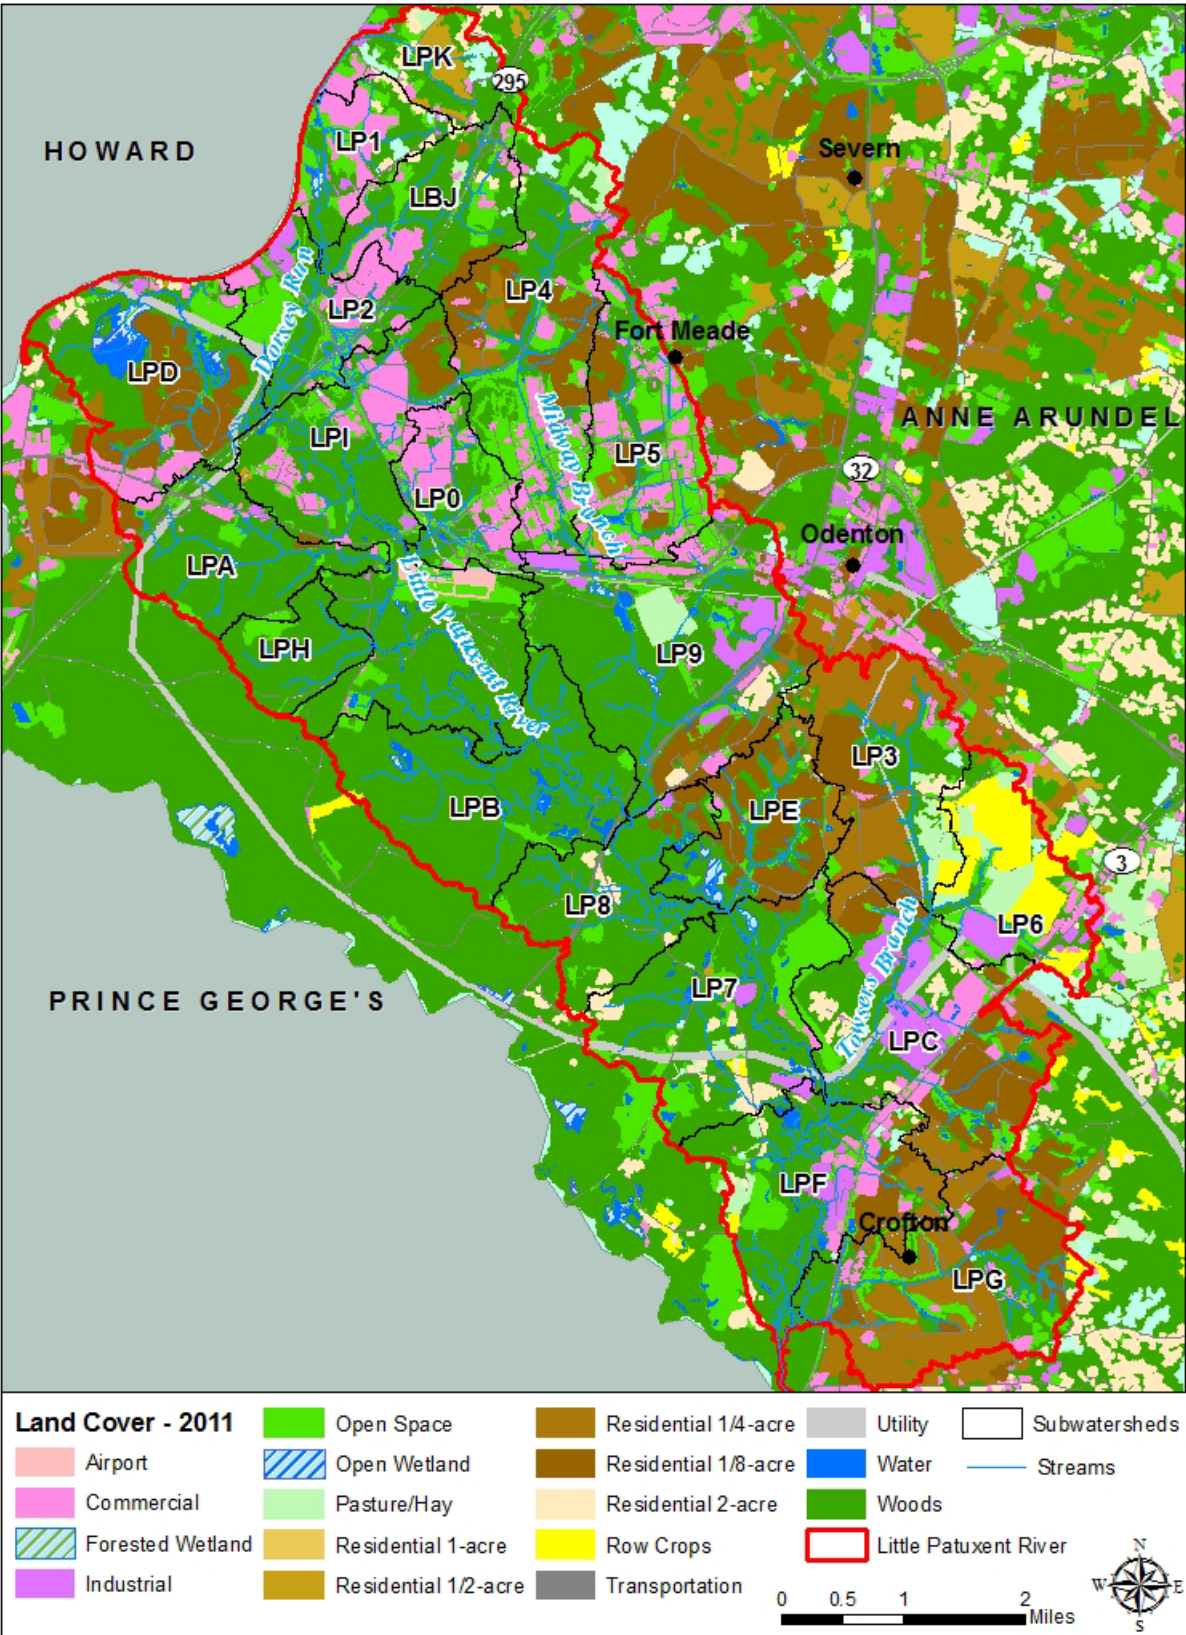 LPK
295
HOWARD
LP1
Severn
LBJ
Dorsey Run
LP4
LP2
Fort Meade
LPD
ANNE ARUNDEL
Midway Branch
LPI
LP5
32
LP0
Odenton
LPA
Little Patuxent River
LPH
LP9
LP3
LPB
LPE
3
LP8
LP6
Towsers Branch
LP7
PRINCE GEORGE'S
LPC
LPF
Crofton
LPG
Land Cover - 2011
Airport
Commercial
Forested Wetland
Industrial
Open Space
Open Wetland
Pasture/Hay
Residential 1-acre
Residential 1/2-acre
Residential 1/4-acre
Residential 1/8-acre
Residential 2-acre
Row Crops
Transportation
Utility
Water
Woods
Little Patuxent River
Subwatersheds
Streams
N
W E
S
0 0.5 1 2
Miles